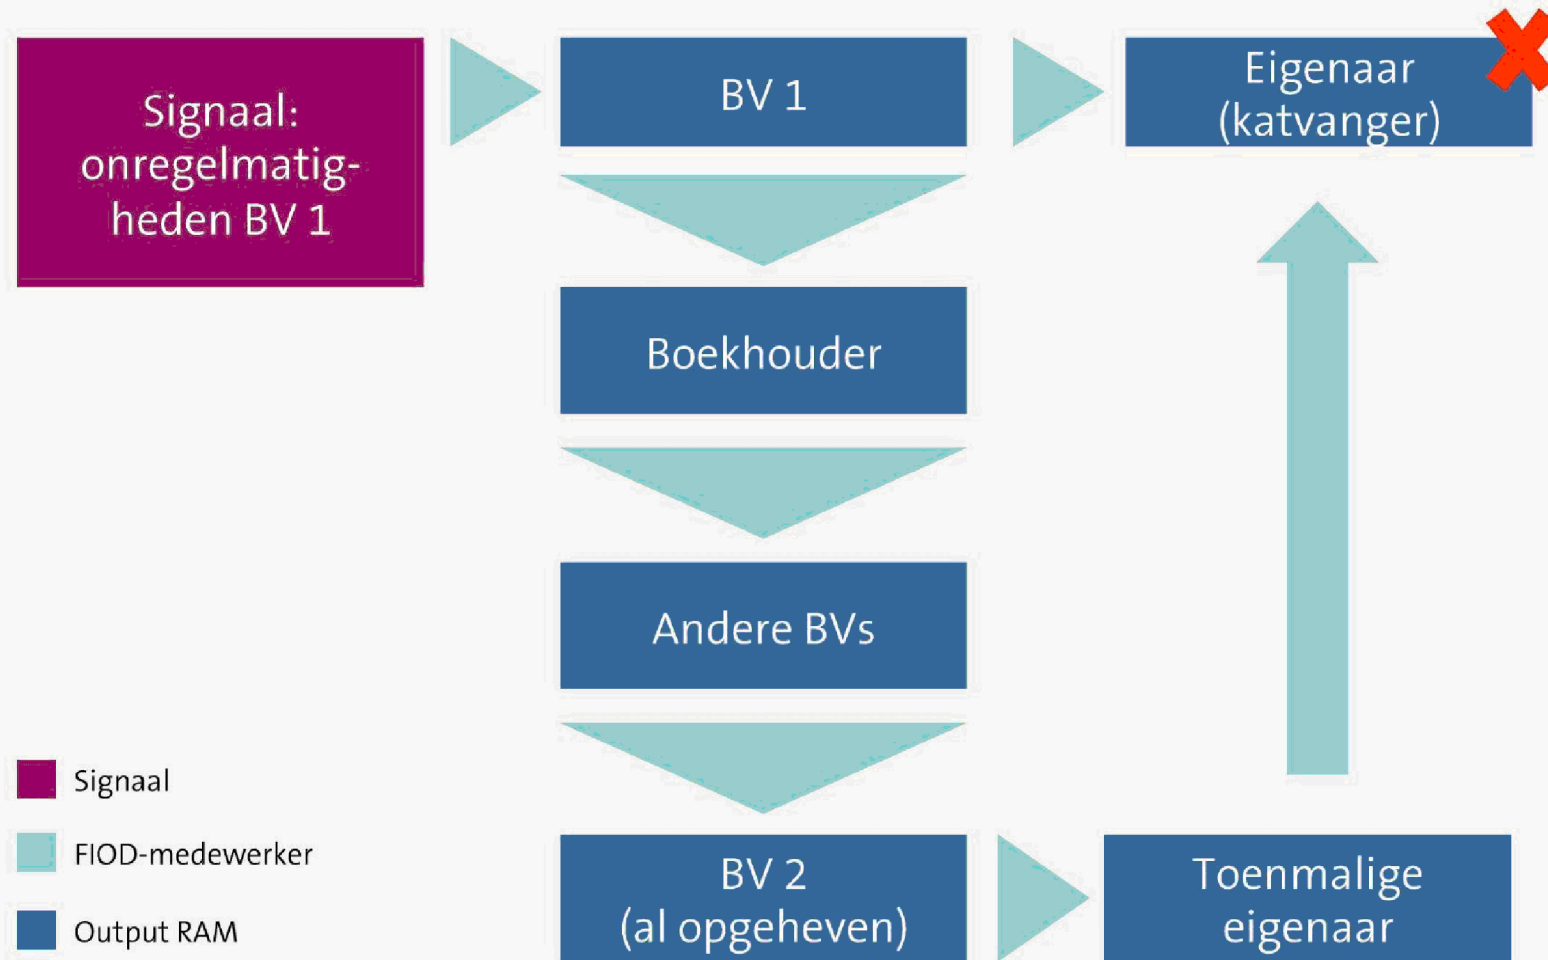 Signaal:
onregelmatig-
heden BV 1
BV 1
Eigenaar
(katvanger)
Boekhouder
Andere BVs
BV 2
(al opgeheven)
Toenmalige
eigenaar
Signaal
FIOD-medewerker
Output RAM